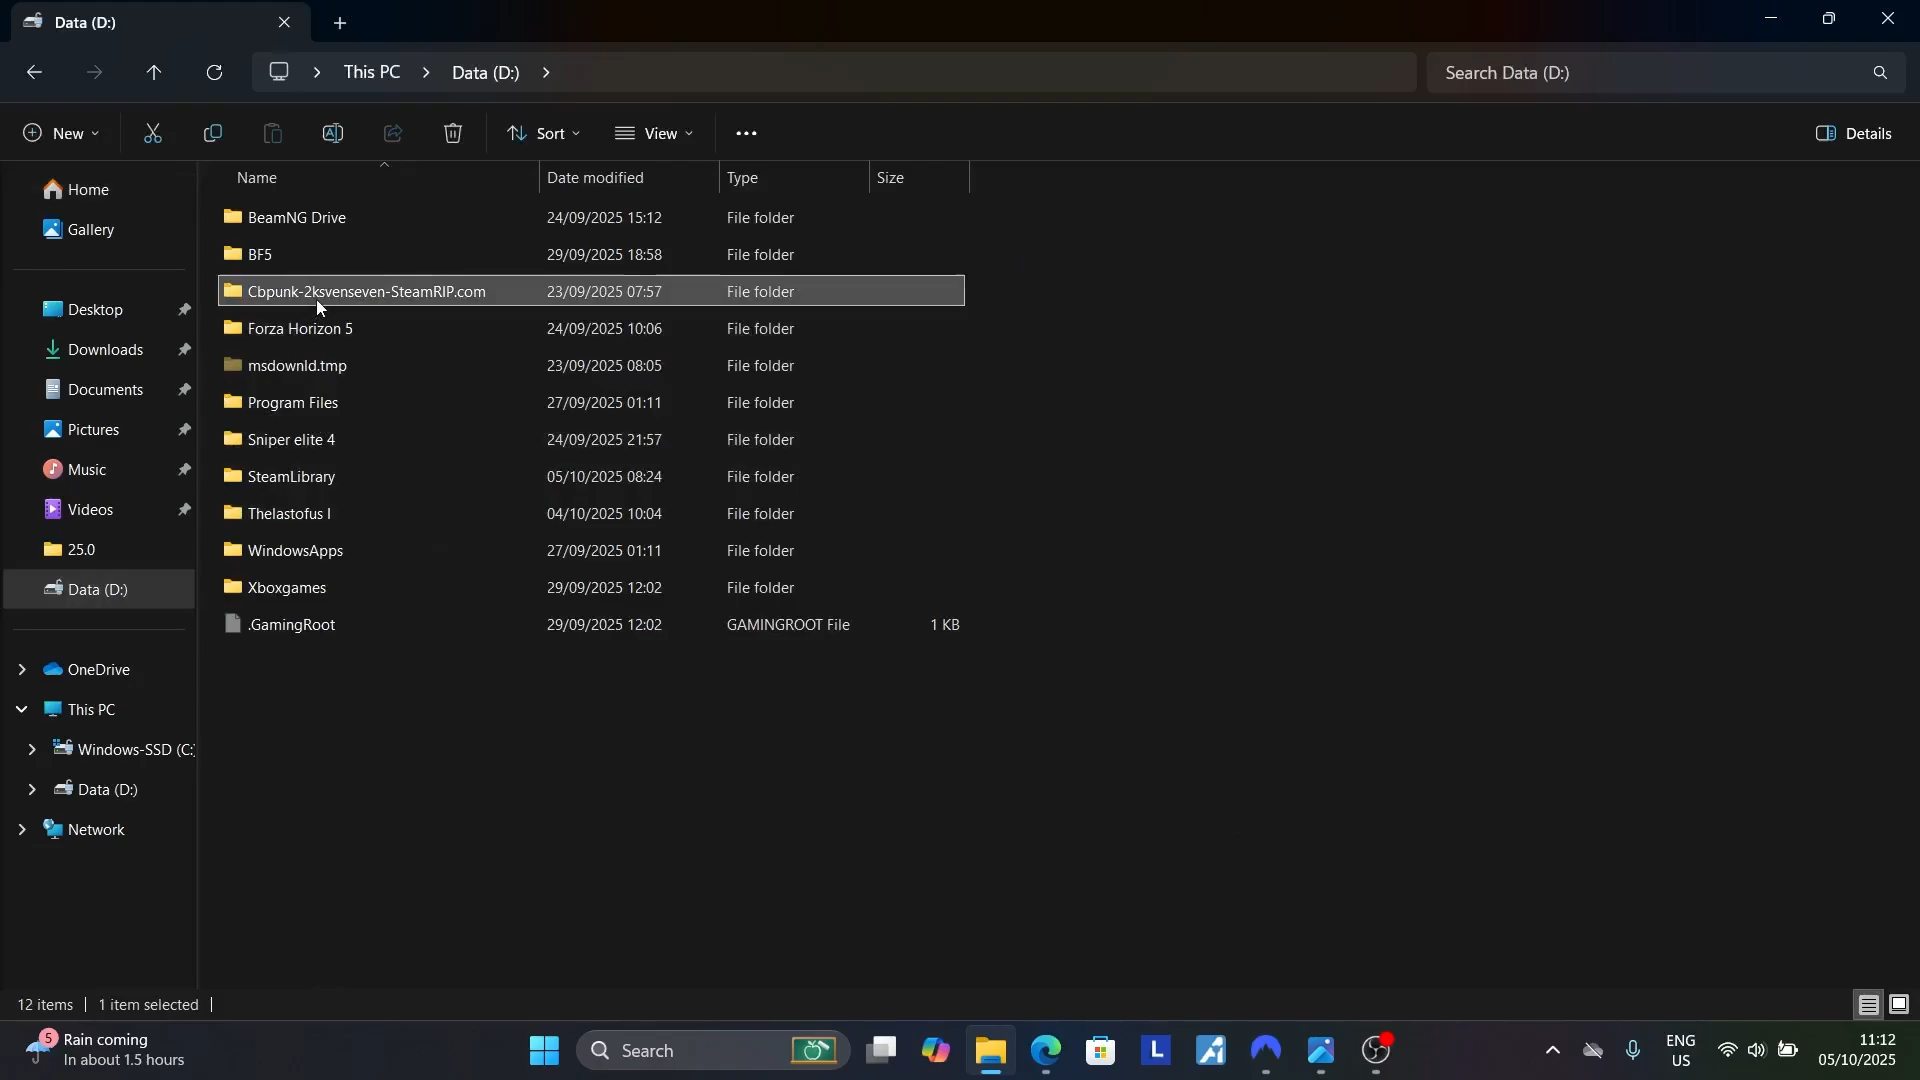 Data (D:)
This PC > Data (D:) >
Search Data (D:)
New
Sort
View
Details
Name Date modified Type Size
Home
Gallery
Desktop
Downloads
Documents
Pictures
Music
Videos
25.0
Data (D:)
OneDrive
This PC
Windows-SSD (C:)
Data (D:)
Network
BeamNG Drive 24/09/2025 15:12 File folder
BF5 29/09/2025 18:58 File folder
Cbpunk-2ksvenseven-SteamRIP.com 23/09/2025 07:57 File folder
Forza Horizon 5 24/09/2025 10:06 File folder
msdownld.tmp 23/09/2025 08:05 File folder
Program Files 27/09/2025 01:11 File folder
Sniper elite 4 24/09/2025 21:57 File folder
SteamLibrary 05/10/2025 08:24 File folder
Thelastofus I 04/10/2025 10:04 File folder
WindowsApps 27/09/2025 01:11 File folder
Xboxgames 29/09/2025 12:02 File folder
.GamingRoot 29/09/2025 12:02 GAMINGROOT File 1 KB
12 items 1 item selected
5
Rain coming
In about 1.5 hours
Search
L
ENG
US
11:12
05/10/2025